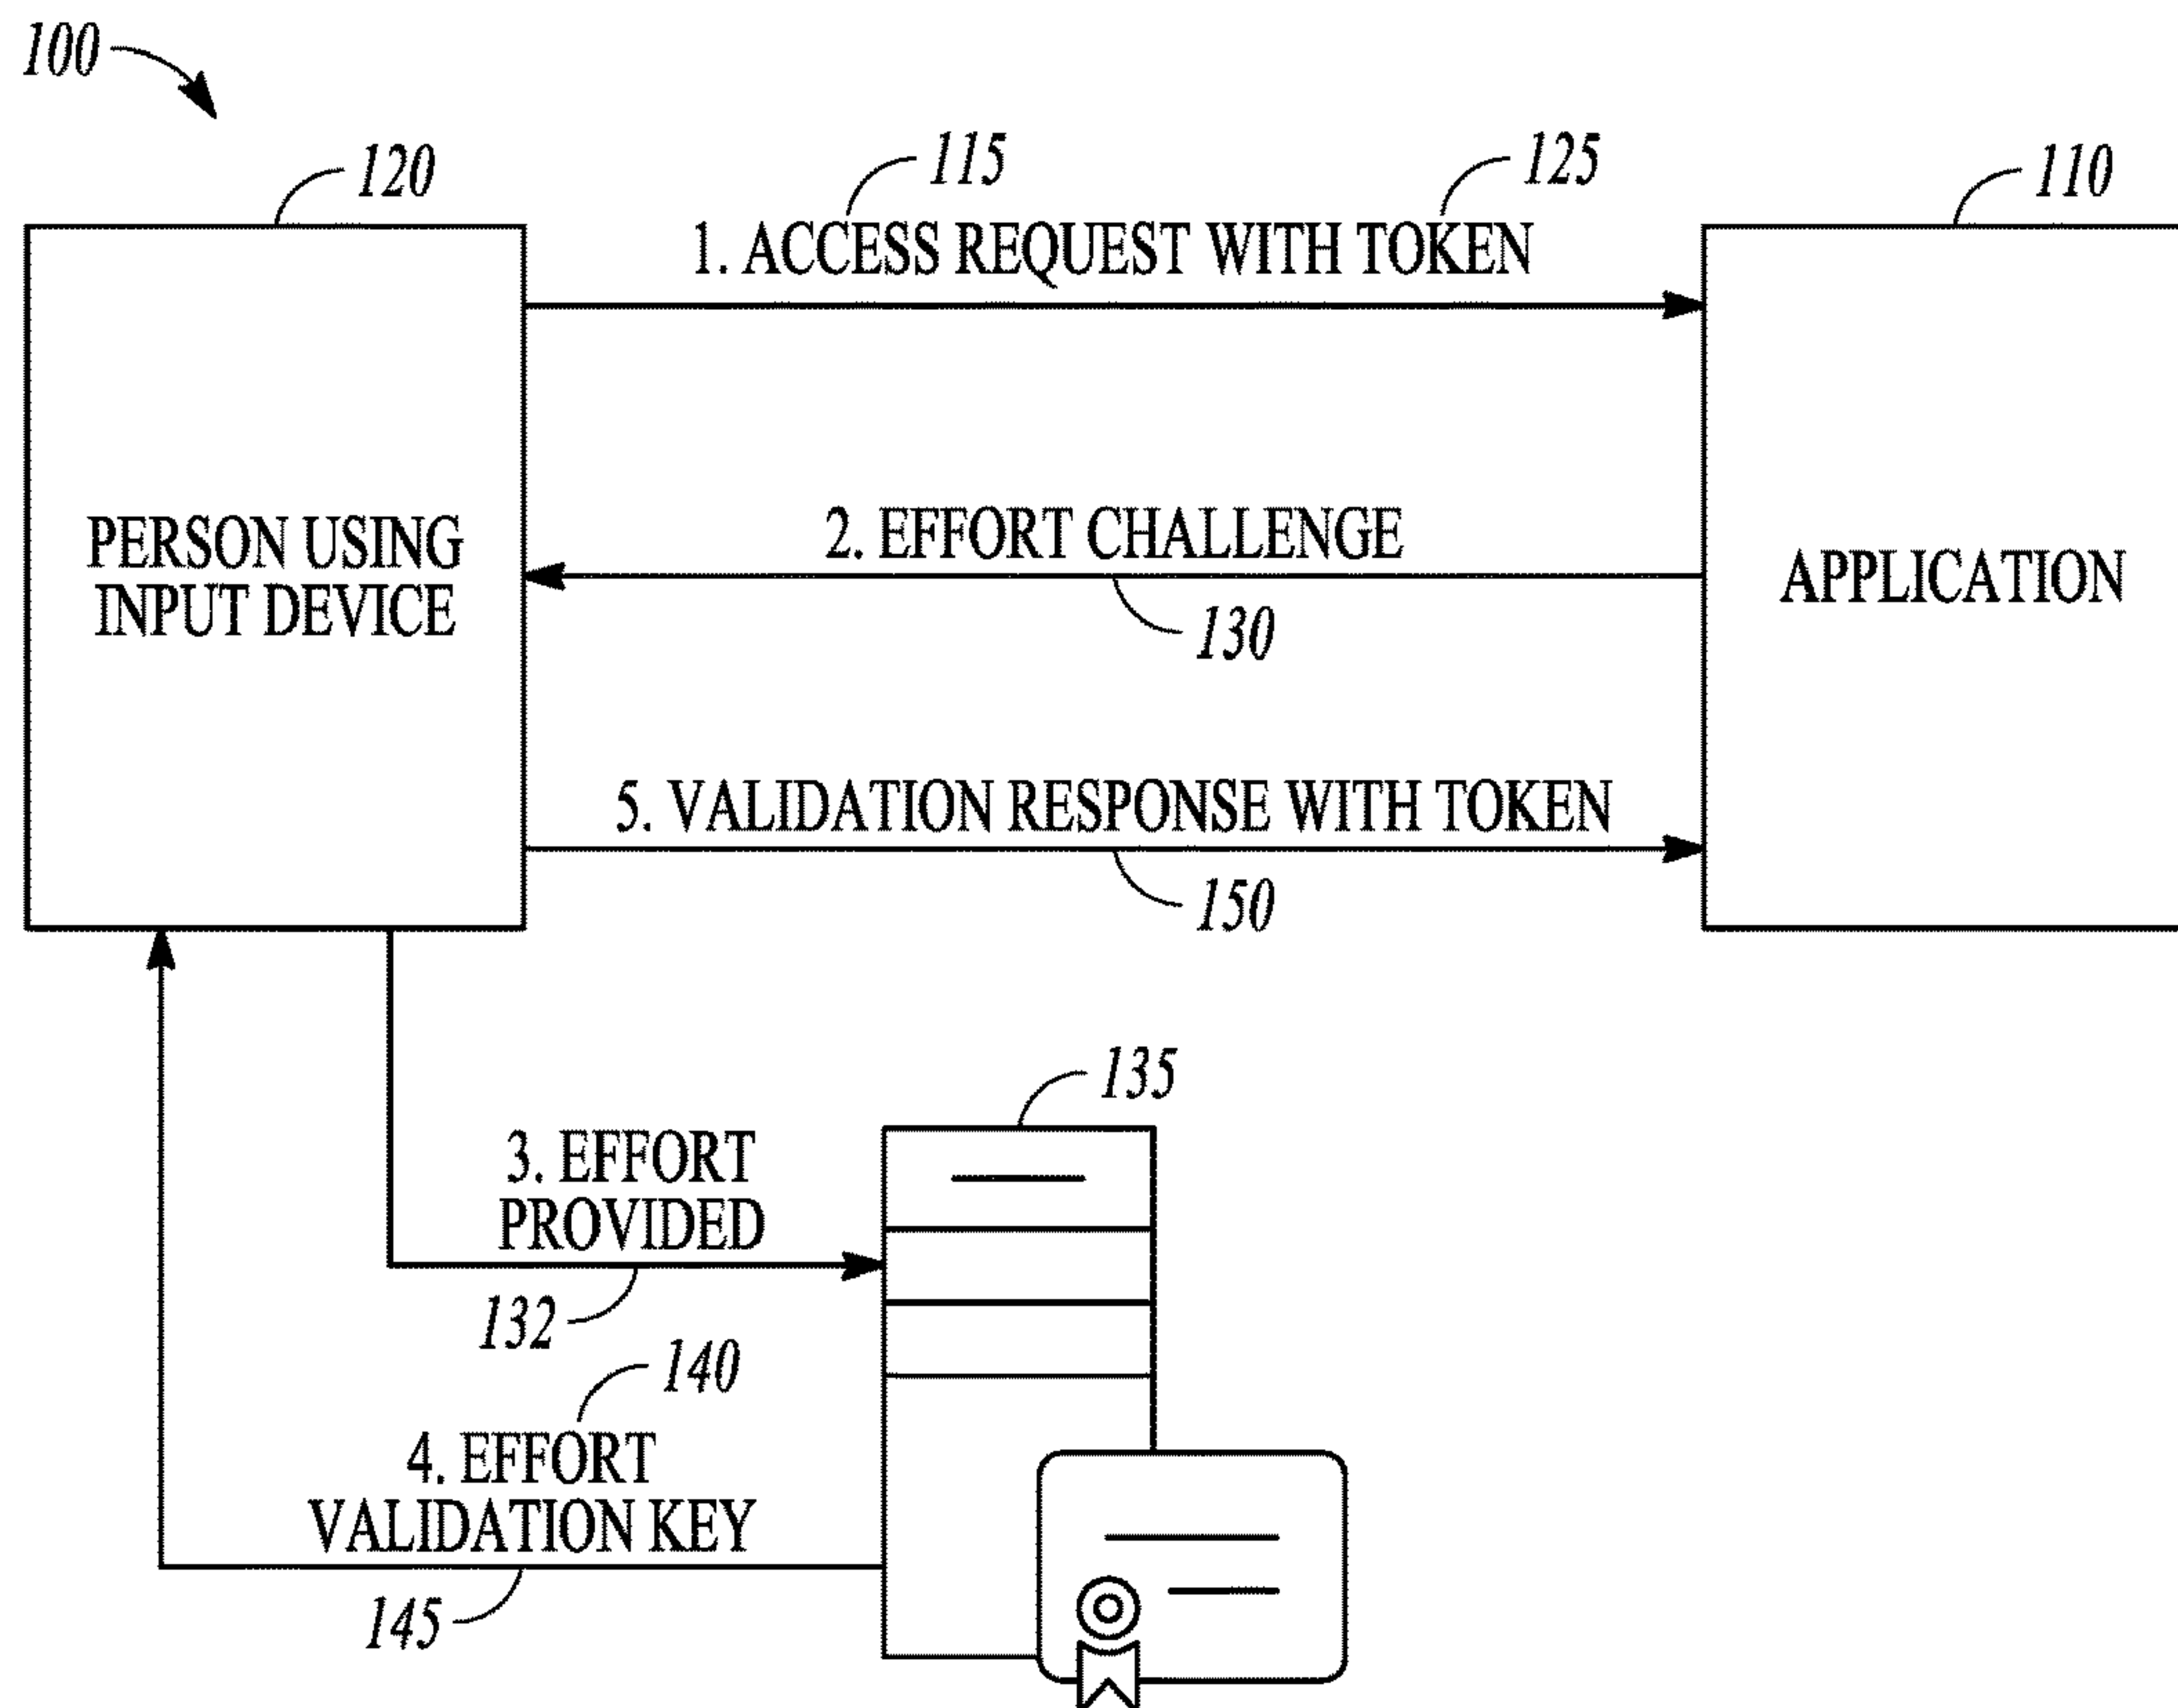 100
120
115
125
110
1. ACCESS REQUEST WITH TOKEN
PERSON USING
INPUT DEVICE
2. EFFORT CHALLENGE
130
APPLICATION
5. VALIDATION RESPONSE WITH TOKEN
150
135
3. EFFORT
PROVIDED
132
140
4. EFFORT
VALIDATION KEY
145